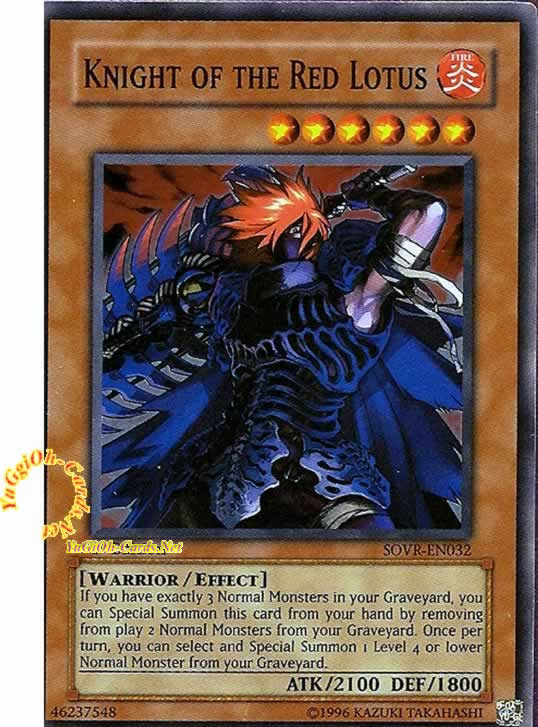 KNIGHT OF THE RED LOTUS
FIRE
炎
YuGgiOh-Cards.Net
YuGiOh-Cards.Net
SOVR-EN032
[WARRIOR / EFFECT]
If you have exactly 3 Normal Monsters in your Graveyard, you
can Special Summon this card from your hand by removing
from play 2 Normal Monsters from your Graveyard. Once per
turn, you can select and Special Summon 1 Level 4 or lower
Normal Monster from your Graveyard.
ATK/2100 DEF/1800
46237548
©1996 KAZUKI TAKAHASHI